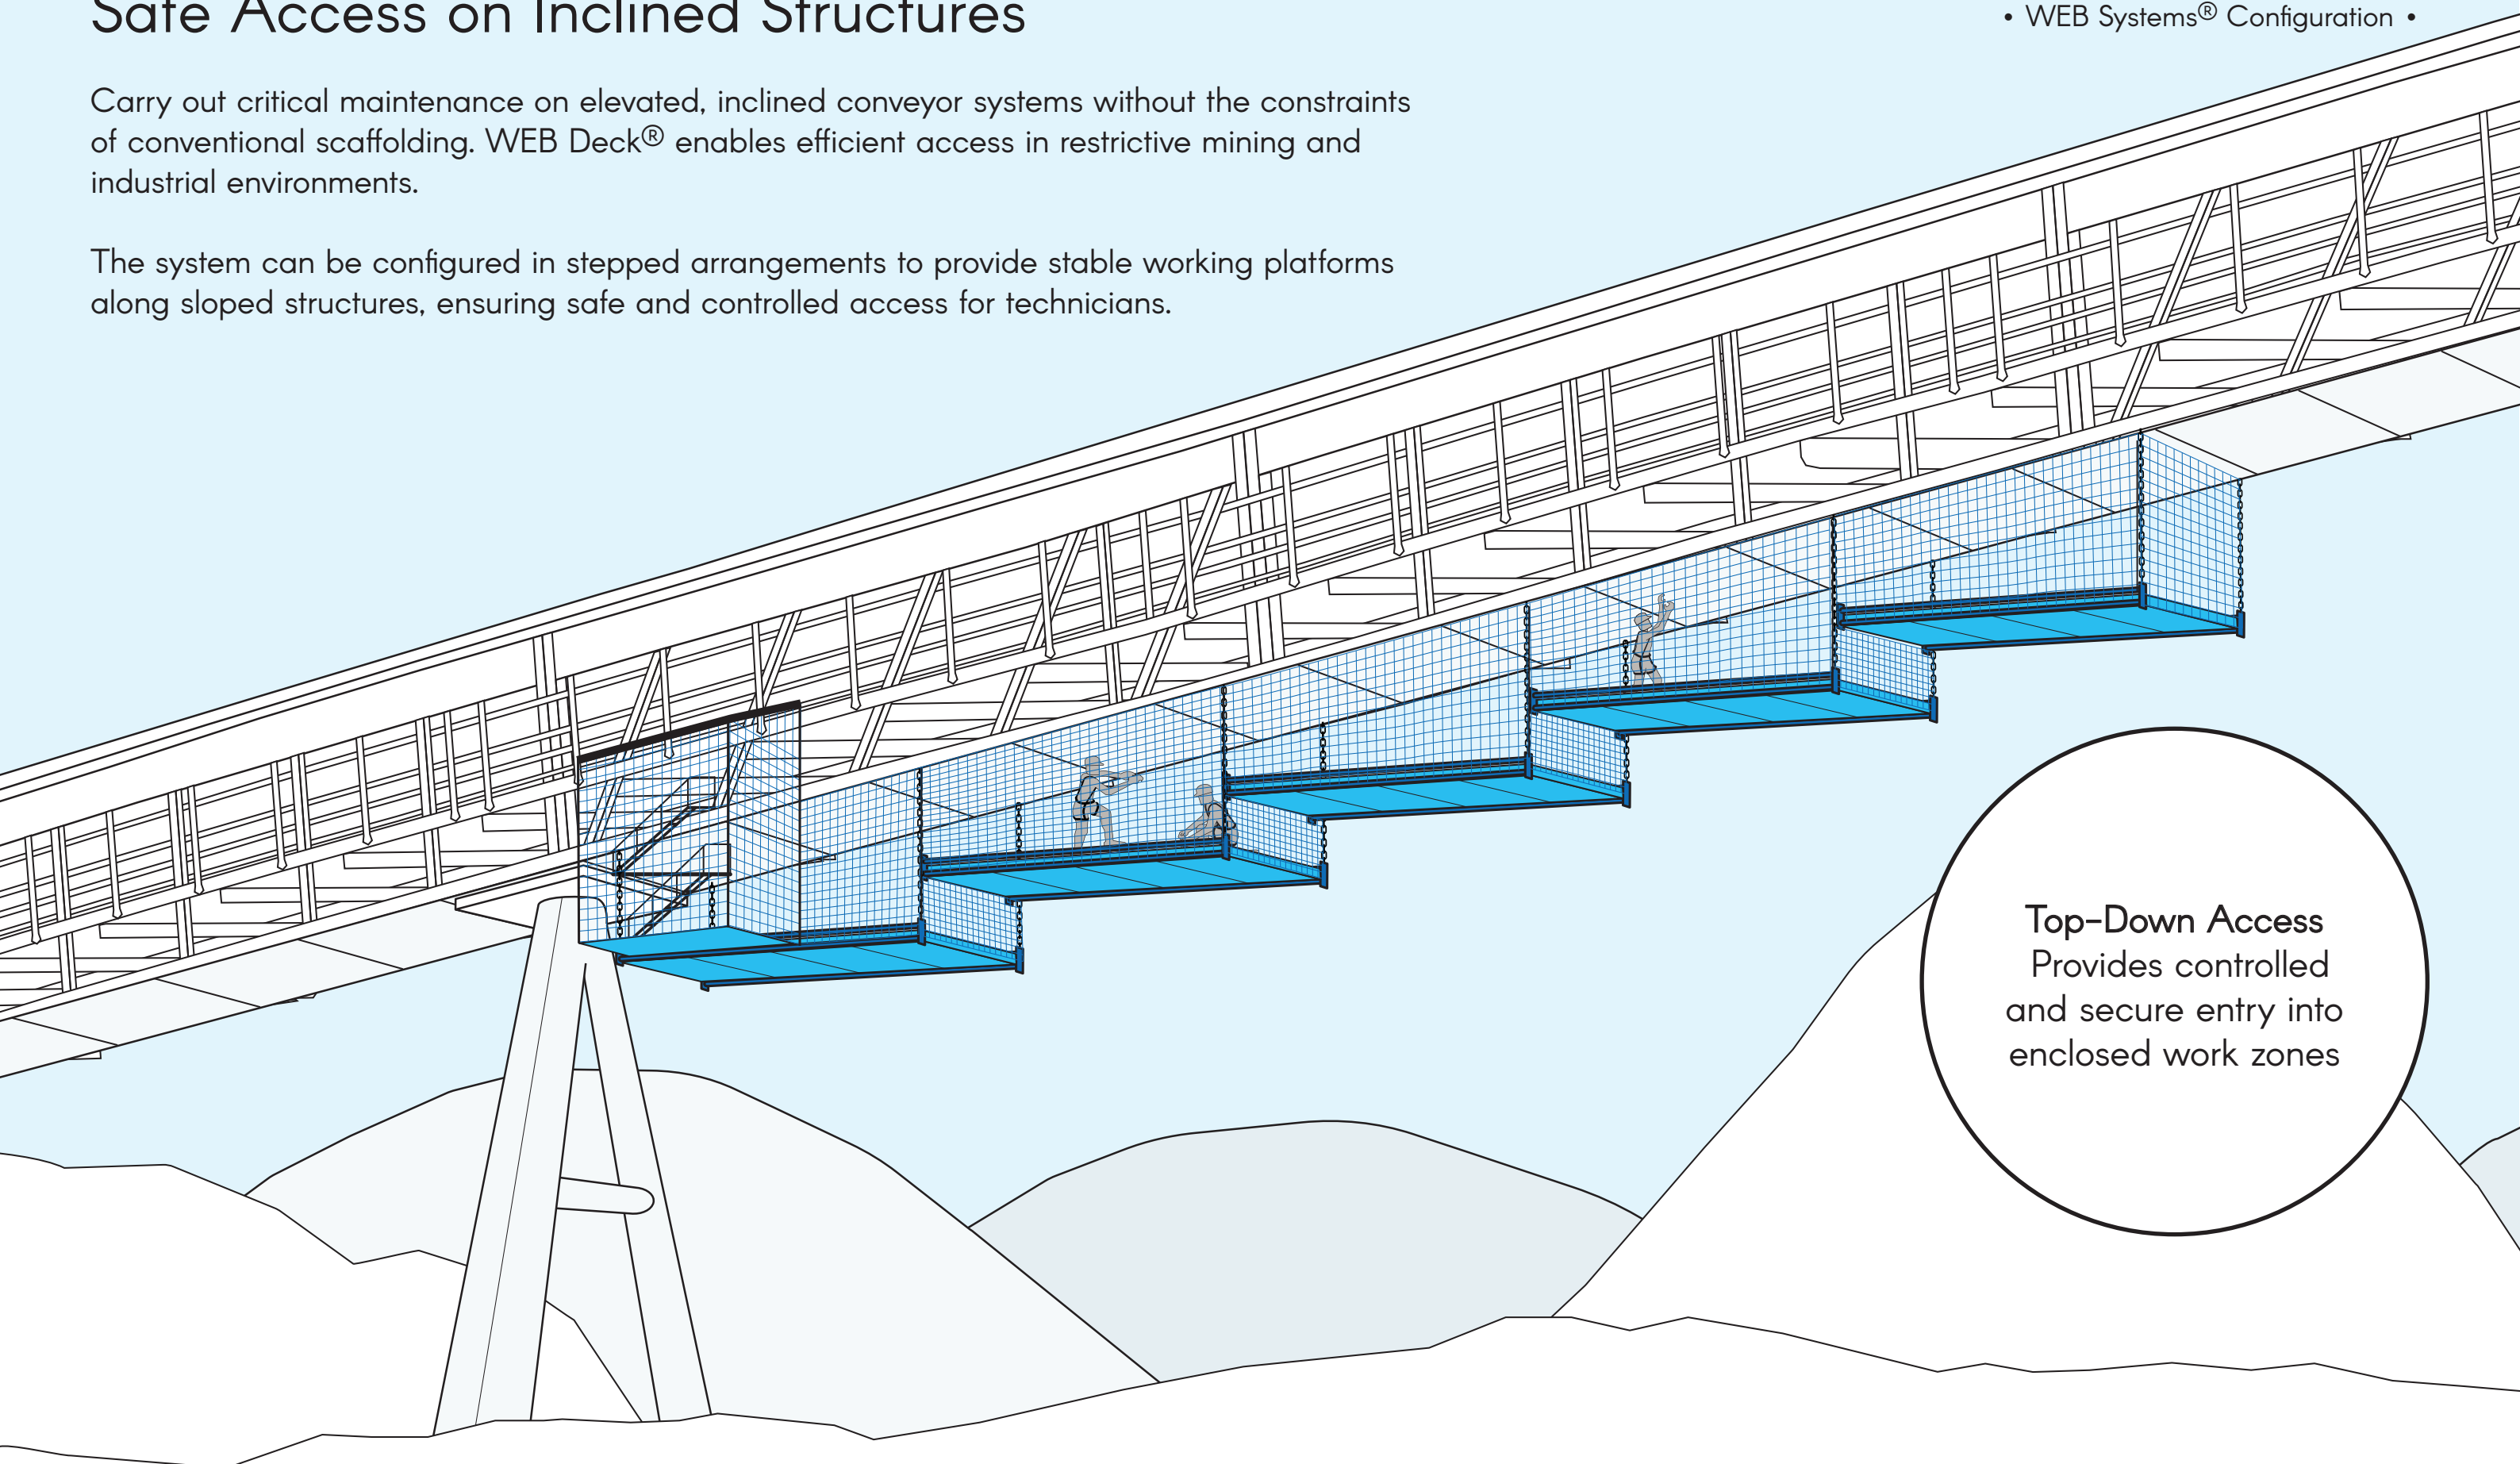 Safe Access on Inclined Structures
• WEB Systems® Configuration •
Carry out critical maintenance on elevated, inclined conveyor systems without the constraints
of conventional scaffolding. WEB Deck® enables efficient access in restrictive mining and
industrial environments.
The system can be configured in stepped arrangements to provide stable working platforms
along sloped structures, ensuring safe and controlled access for technicians.
Top-Down Access
Provides controlled
and secure entry into
enclosed work zones